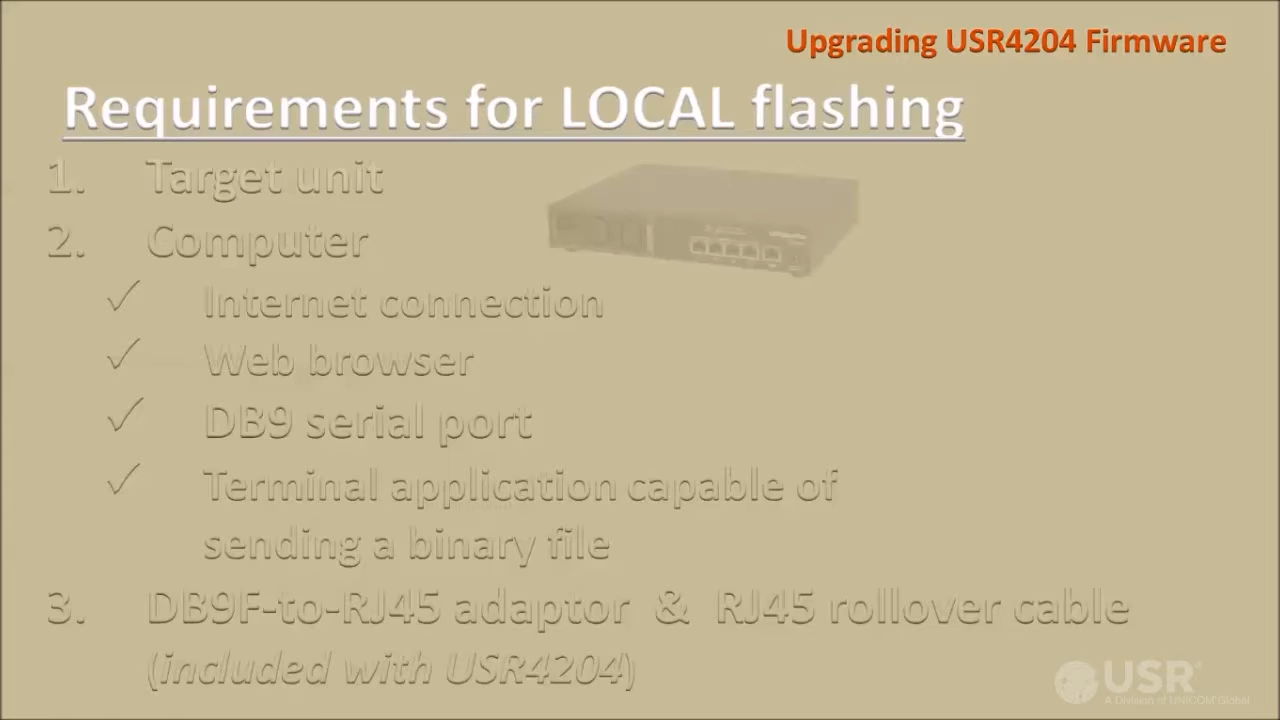 Upgrading USR4204 Firmware
Requirements for LOCAL flashing
1. Target unit
2. Computer
✓ Internet connection
✓ Web browser
✓ DB9 serial port
✓ Terminal application capable of
sending a binary file
3. DB9F-to-RJ45 adaptor & RJ45 rollover cable
(included with USR4204)
USR
A Division of UNICOM Global